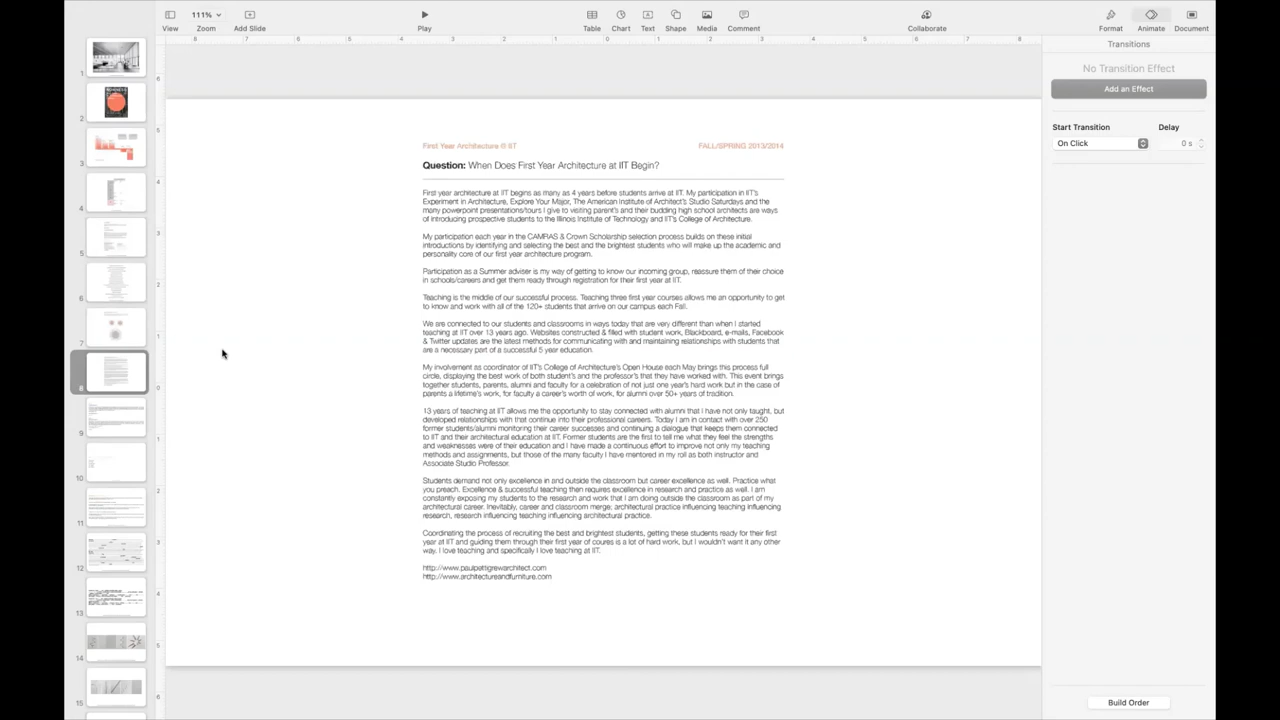 111%
View
Zoom
Add Slide
Play
Table
Chart
Text
Shape
Media
Comment
Collaborate
Format
Animate
Document
Transitions
No Transition Effect
Add an Effect
Start Transition
Delay
On Click
0 s
Build Order
1
2
3
4
5
6
7
8
9
10
11
12
13
14
15
First Year Architecture @ IIT
FALL/SPRING 2013/2014
Question: When Does First Year Architecture at IIT Begin?
First year architecture at IIT begins as many as 4 years before students arrive at IIT. My participation in IIT's
Experiment in Architecture, Explore Your Major, The American Institute of Architect's Studio Saturdays and the
many powerpoint presentations/tours I give to visiting parent's and their budding high school architects are ways
of introducing prospective students to the Illinois Institute of Technology and IIT's College of Architecture.
My participation each year in the CAMRAS & Crown Scholarship selection process builds on these initial
introductions by identifying and selecting the best and the brightest students who will make up the academic and
personality core of our first year architecture program.
Participation as a Summer adviser is my way of getting to know our incoming group, reassure them of their choice
in schools/careers and get them ready through registration for their first year at IIT.
Teaching is the middle of our successful process. Teaching three first year courses allows me an opportunity to get
to know and work with all of the 120+ students that arrive on our campus each Fall.
We are connected to our students and classrooms in ways today that are very different than when I started
teaching at IIT over 13 years ago. Websites constructed & filled with student work, Blackboard, e-mails, Facebook
& Twitter updates are the latest methods for communicating with and maintaining relationships with students that
are a necessary part of a successful 5 year education.
My involvement as coordinator of IIT's College of Architecture's Open House each May brings this process full
circle, displaying the best work of both student's and the professor's that they have worked with. This event brings
together students, parents, alumni and faculty for a celebration of not just one year's hard work but in the case of
parents a lifetime's work, for faculty a career's worth of work, for alumni over 50+ years of tradition.
13 years of teaching at IIT allows me the opportunity to stay connected with alumni that I have not only taught, but
developed relationships with that continue into their professional careers. Today I am in contact with over 250
former students/alumni monitoring their career successes and continuing a dialogue that keeps them connected
to IIT and their architectural education at IIT. Former students are the first to tell me what they feel the strengths
and weaknesses were of their education and I have made a continuous effort to improve not only my teaching
methods and assignments, but those of the many faculty I have mentored in my roll as both instructor and
Associate Studio Professor.
Students demand not only excellence in and outside the classroom but career excellence as well. Practice what
you preach. Excellence & successful teaching then requires excellence in research and practice as well. I am
constantly exposing my students to the research and work that I am doing outside the classroom as part of my
architectural career. Inevitably, career and classroom merge; architectural practice influencing teaching influencing
research, research influencing teaching influencing architectural practice.
Coordinating the process of recruiting the best and brightest students, getting these students ready for their first
year at IIT and guiding them through their first year of coures is a lot of hard work, but I wouldn't want it any other
way. I love teaching and specifically I love teaching at IIT.
http://www.paulpettigrewarchitect.com
http://www.architectureandfurniture.com